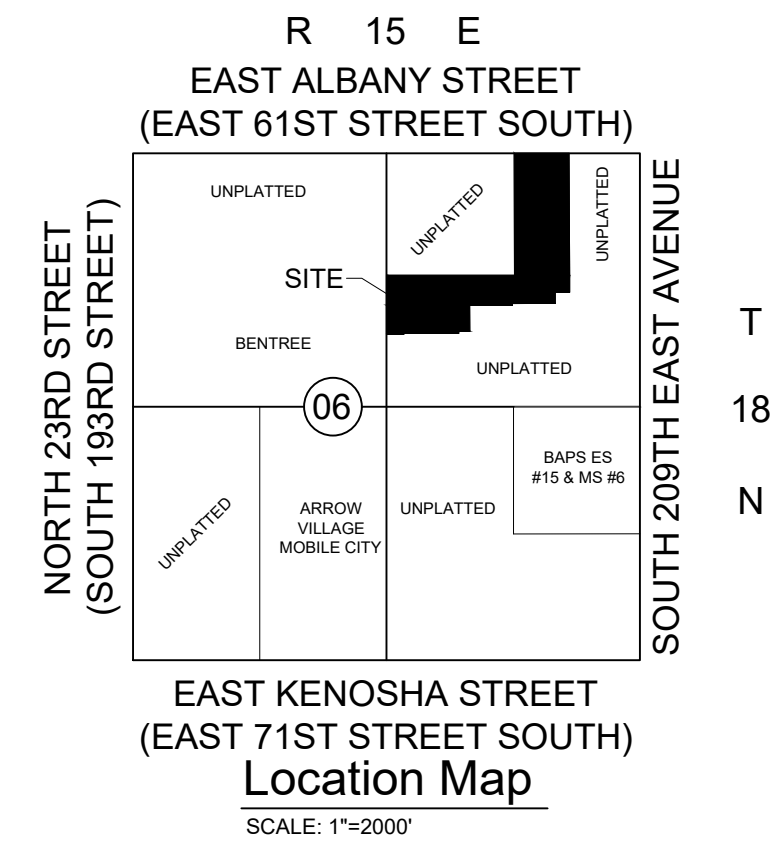 R 15 E
EAST ALBANY STREET
(EAST 61ST STREET SOUTH)
NORTH 23RD STREET
(SOUTH 193RD STREET)
UNPLATTED
UNPLATTED
UNPLATTED
SITE
BENTREE
UNPLATTED
06
SOUTH 209TH EAST AVENUE
T
18
N
UNPLATTED
ARROW
VILLAGE
MOBILE CITY
UNPLATTED
BAPS ES
#15 & MS #6
EAST KENOSHA STREET
(EAST 71ST STREET SOUTH)
Location Map
SCALE: 1"=2000'